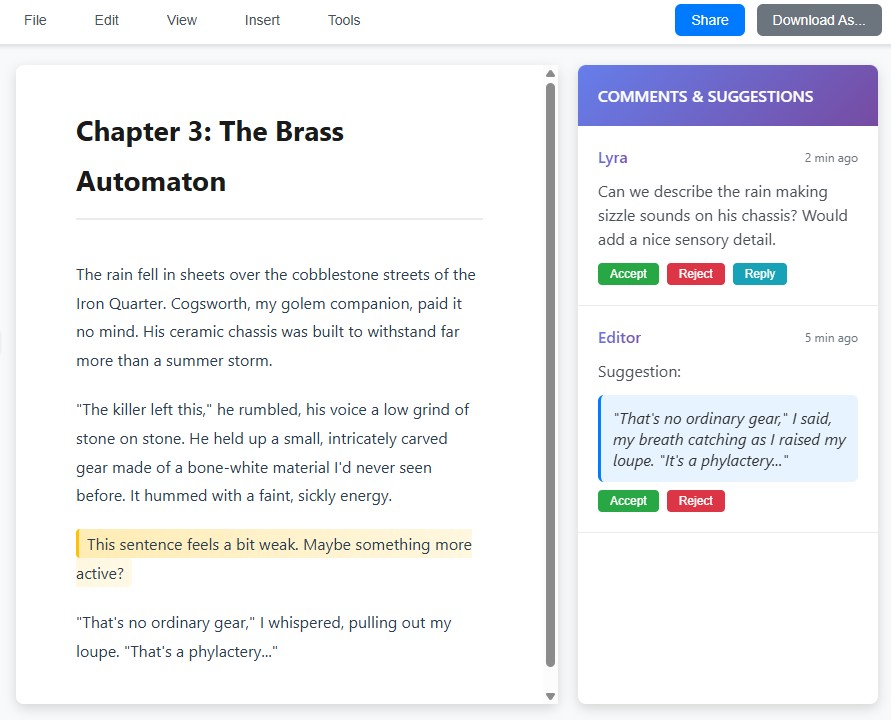 File Edit View Insert Tools Share Download As...
Chapter 3: The Brass
Automaton
The rain fell in sheets over the cobblestone streets of the
Iron Quarter. Cogsworth, my golem companion, paid it
no mind. His ceramic chassis was built to withstand far
more than a summer storm.
"The killer left this," he rumbled, his voice a low grind of
stone on stone. He held up a small, intricately carved
gear made of a bone-white material I'd never seen
before. It hummed with a faint, sickly energy.
This sentence feels a bit weak. Maybe something more
active?
"That's no ordinary gear," I whispered, pulling out my
loupe. "That's a phylactery..."
COMMENTS & SUGGESTIONS
Lyra 2 min ago
Can we describe the rain making
sizzle sounds on his chassis? Would
add a nice sensory detail.
Accept Reject Reply
Editor 5 min ago
Suggestion:
"That's no ordinary gear," I said,
my breath catching as I raised my
loupe. "It's a phylactery..."
Accept Reject